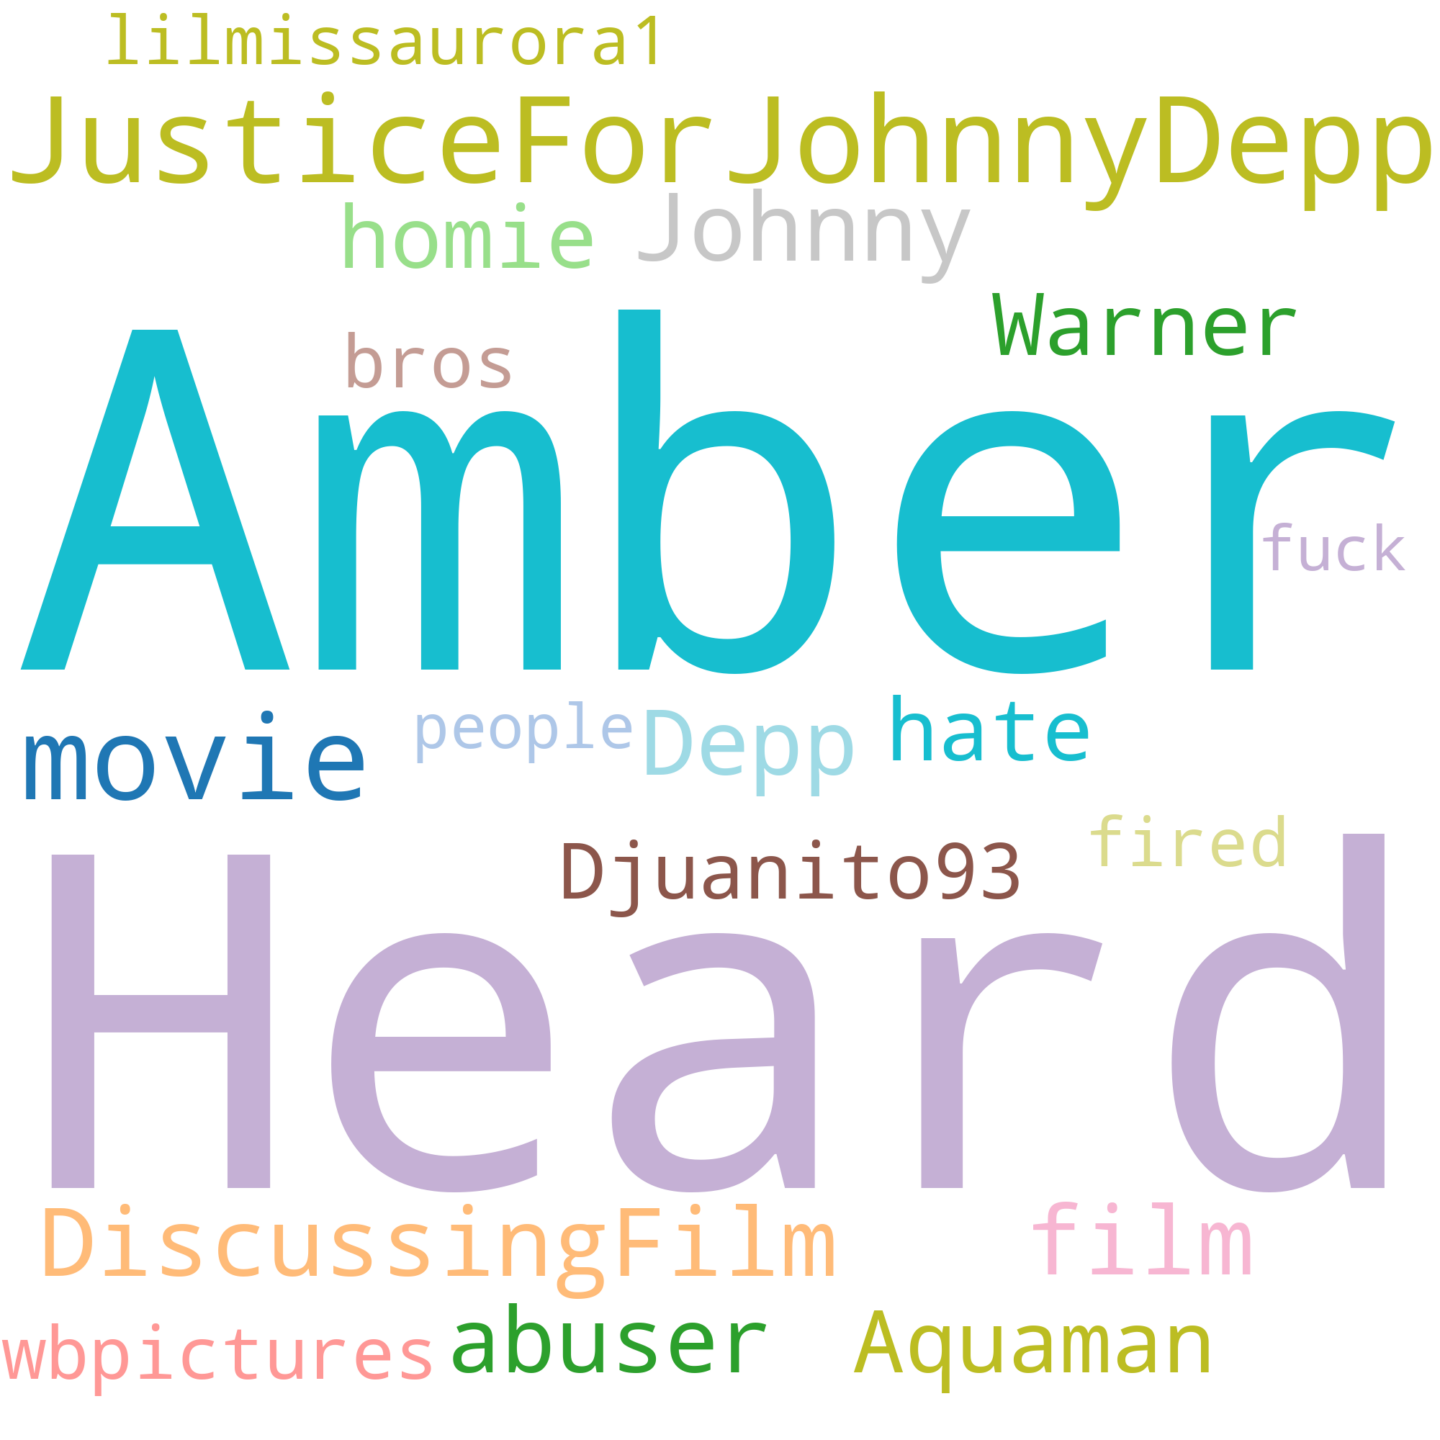 lilmissaurora1
JusticeForJohnnyDepp
homie Johnny
Warner
bros
Amber
fuck
movie people Depp hate
fired
Djuanito93
Heard
DiscussingFilm film
wbpictures abuser Aquaman